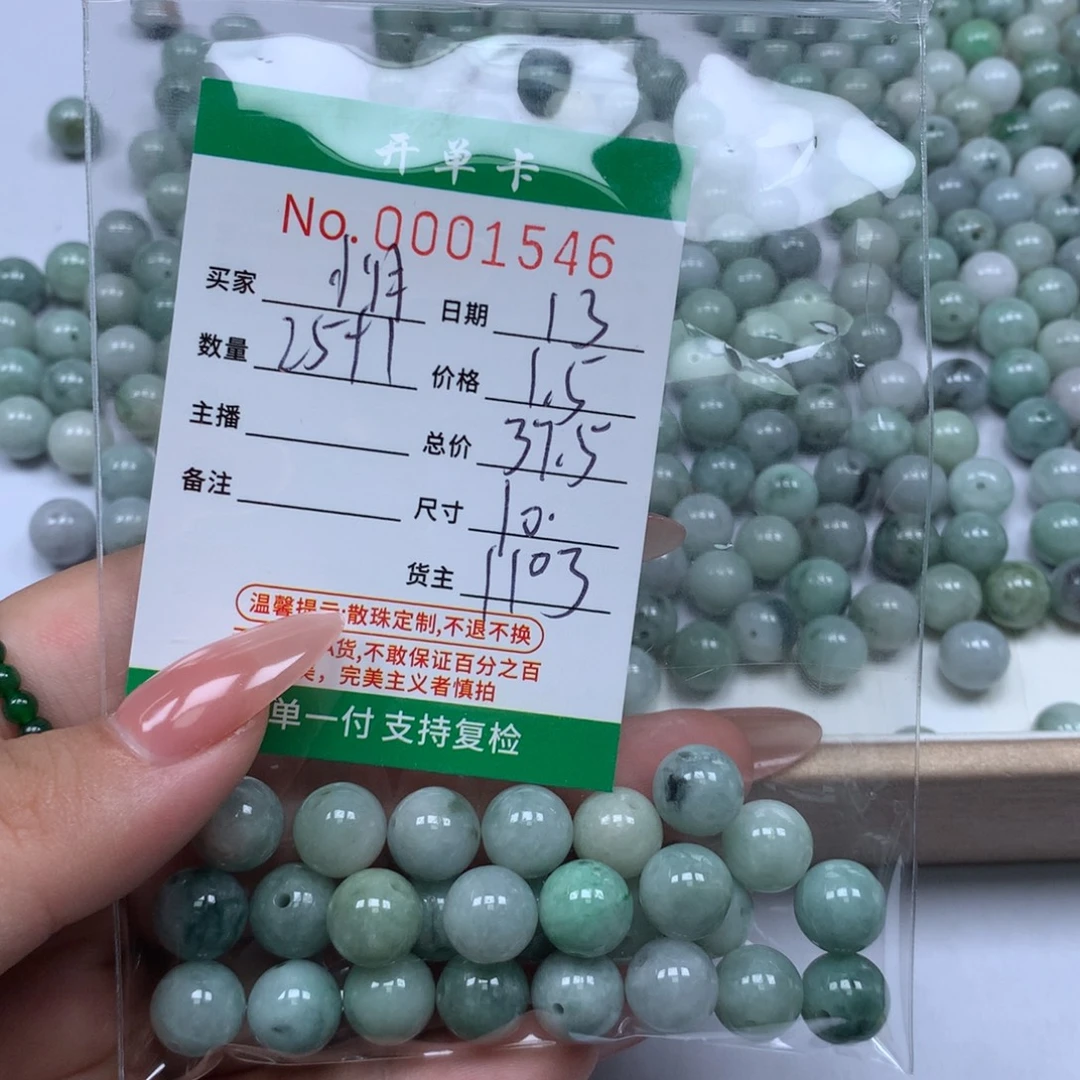 开单卡
No. 0001546
买家 日期 13
数量 25+1 价格 1.5
主播 总价 37.5
备注 尺寸 10.
货主 1103
温馨提示:散珠定制,不退不换
A货,不敢保证百分之百
美，完美主义者慎拍
单一付 支持复检